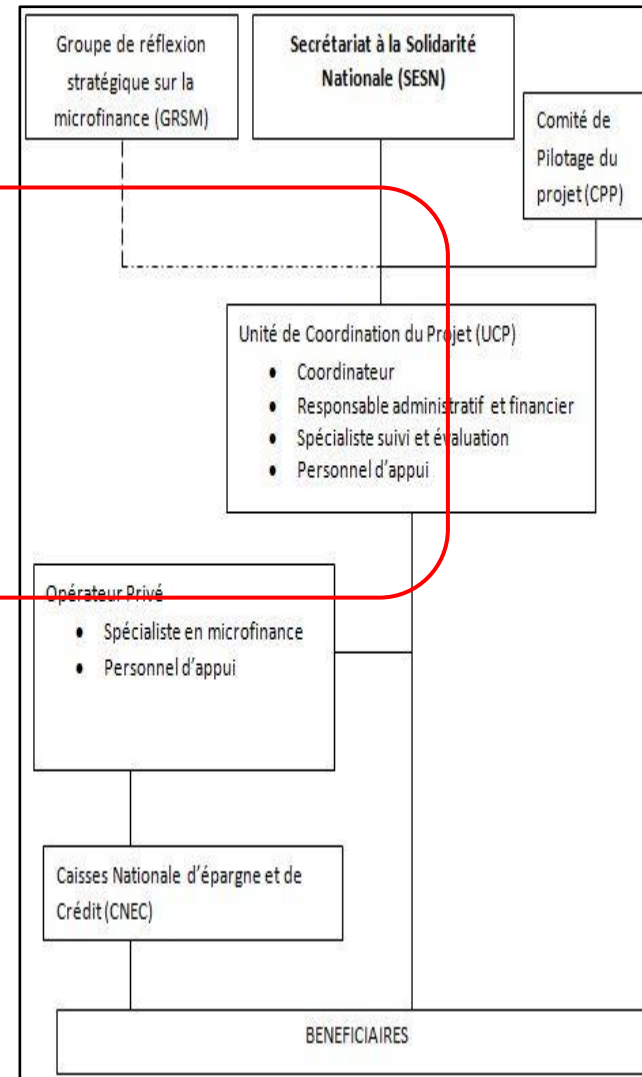 Groupe de réflexion
stratégique sur la
microfinance (GRSM)
Secrétariat à la Solidarité
Nationale (SESN)
Comité de
Pilotage du
projet (CPP)
Unité de Coordination du Projet (UCP)
• Coordinateur
• Responsable administratif et financier
• Spécialiste suivi et évaluation
• Personnel d'appui
Opérateur Privé
• Spécialiste en microfinance
• Personnel d'appui
Caisses Nationale d'épargne et de
Crédit (CNEC)
BENEFICIAIRES